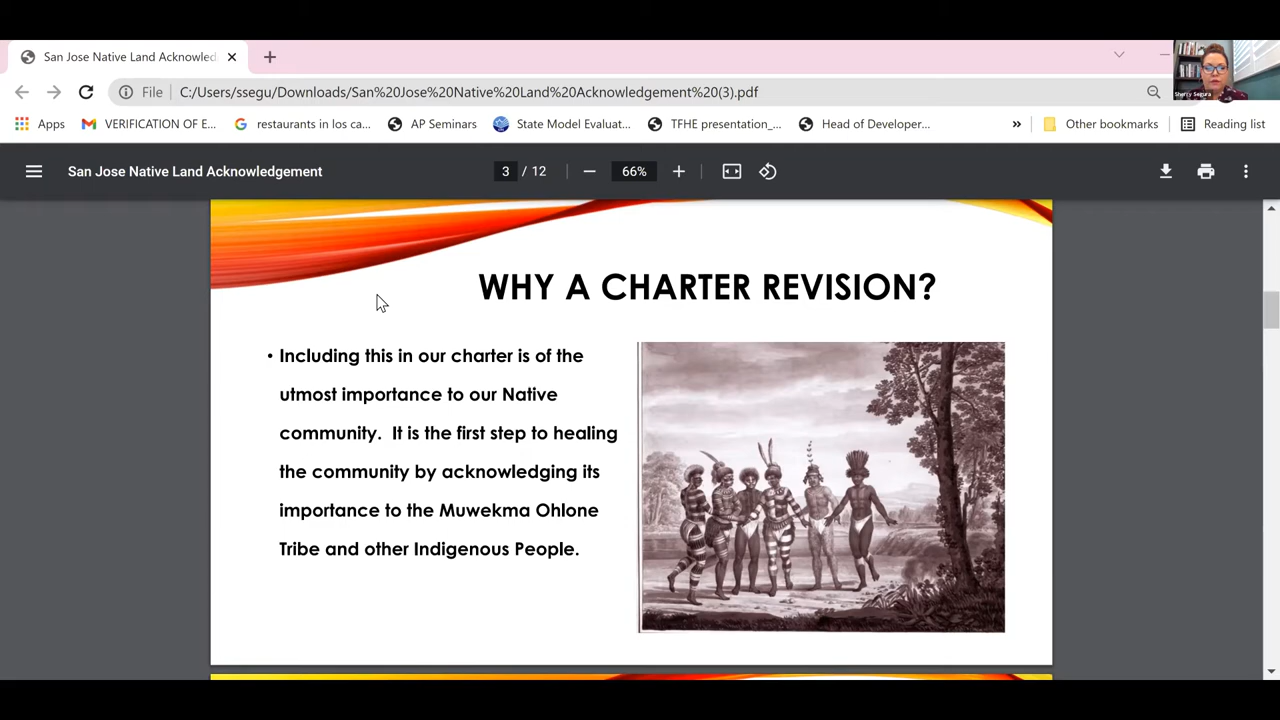 San Jose Native Land Acknowled
File C:/Users/ssegu/Downloads/San%20Jose%20Native%20Land%20Acknowledgement%20(3).pdf
Apps VERIFICATION OF E... restaurants in los ca... AP Seminars State Model Evaluat... TFHE presentation_... Head of Developer... » Other bookmarks Reading list
San Jose Native Land Acknowledgement 3 / 12 66%
Sherry Segura
WHY A CHARTER REVISION?
• Including this in our charter is of the
utmost importance to our Native
community. It is the first step to healing
the community by acknowledging its
importance to the Muwekma Ohlone
Tribe and other Indigenous People.